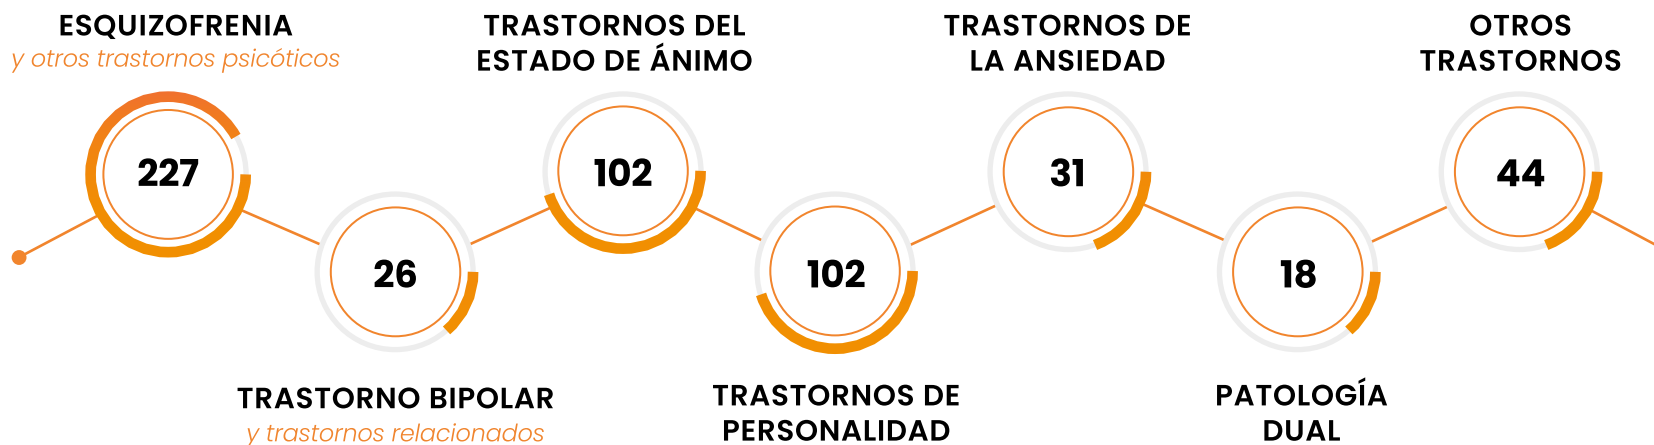 ESQUIZOFRENIA
y otros trastornos psicóticos
227
26
TRASTORNO BIPOLAR
y trastornos relacionados
TRASTORNOS DEL
ESTADO DE ÁNIMO
102
102
TRASTORNOS DE
PERSONALIDAD
TRASTORNOS DE
LA ANSIEDAD
31
18
PATOLOGÍA
DUAL
OTROS
TRASTORNOS
44